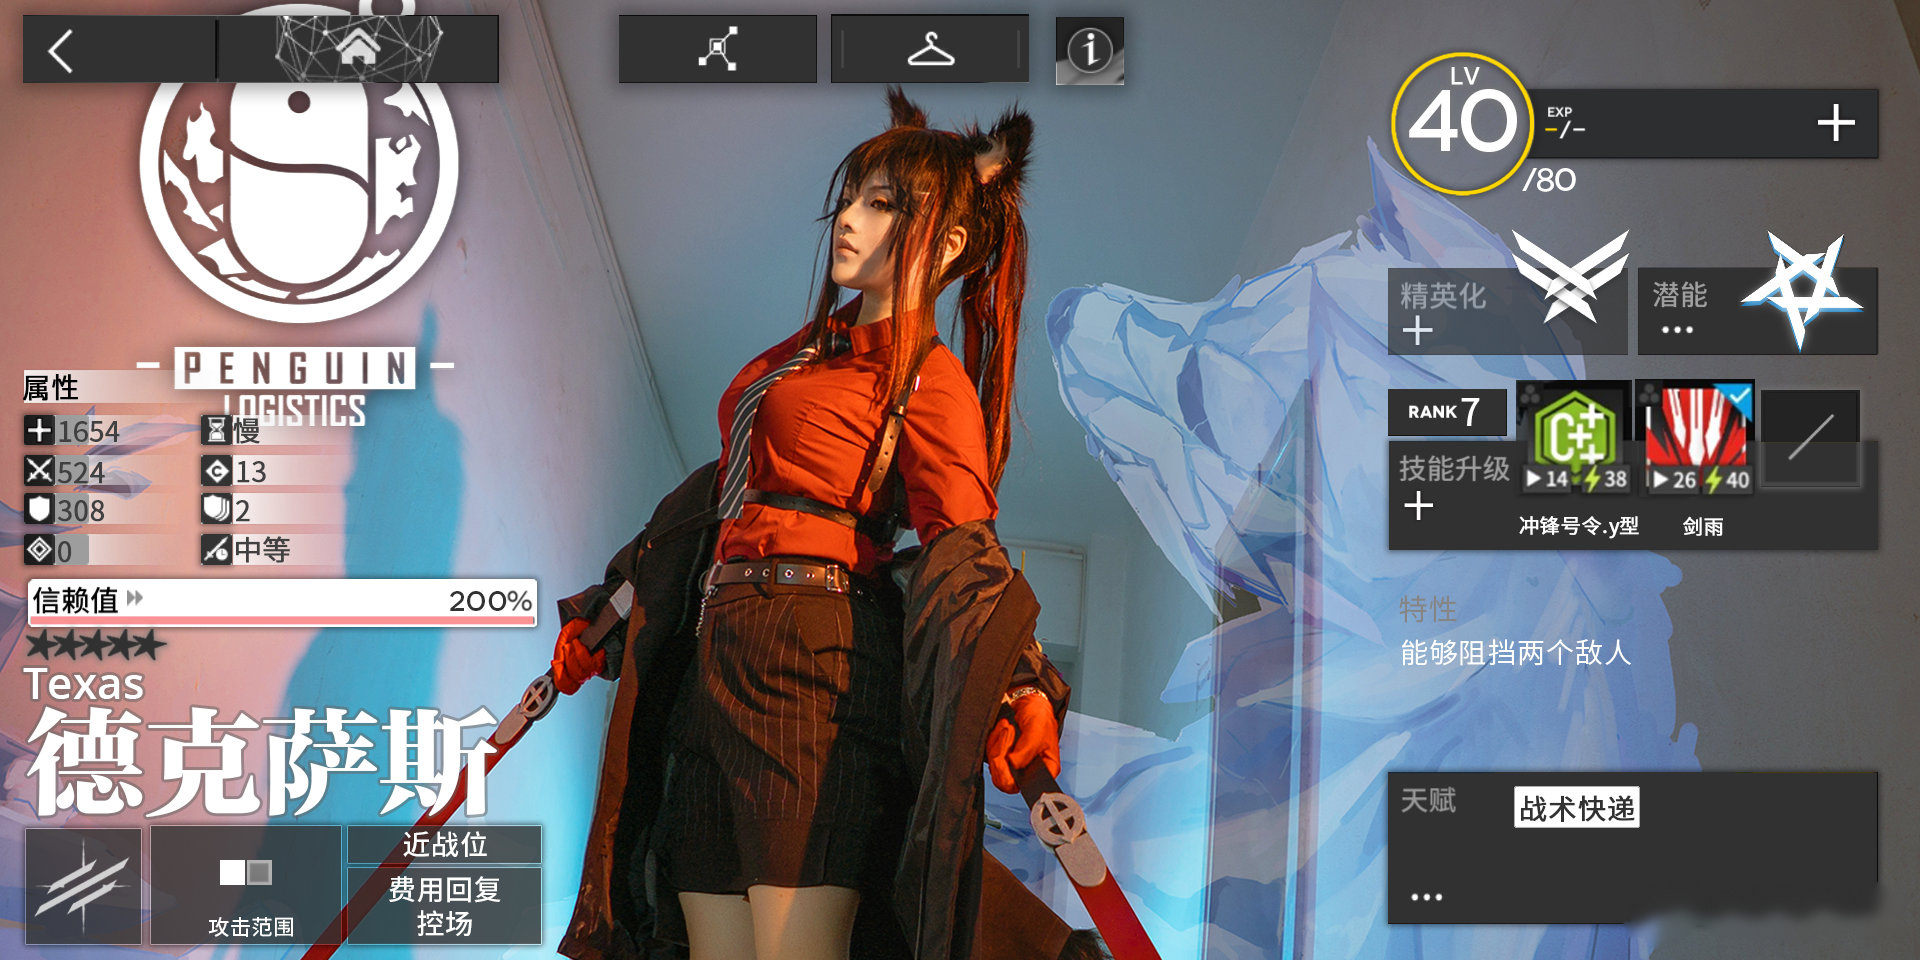 LV
40
EXP
-/-
/80
PENGUIN
LOGISTICS
属性
1654
慢
524
13
308
2
0
中等
信赖值
200%
Texas
德克萨斯
攻击范围
近战位
费用回复
控场
精英化
潜能
RANK 7
技能升级
C++
14
38
26
40
冲锋号令.y型
剑雨
特性
能够阻挡两个敌人
天赋
战术快递